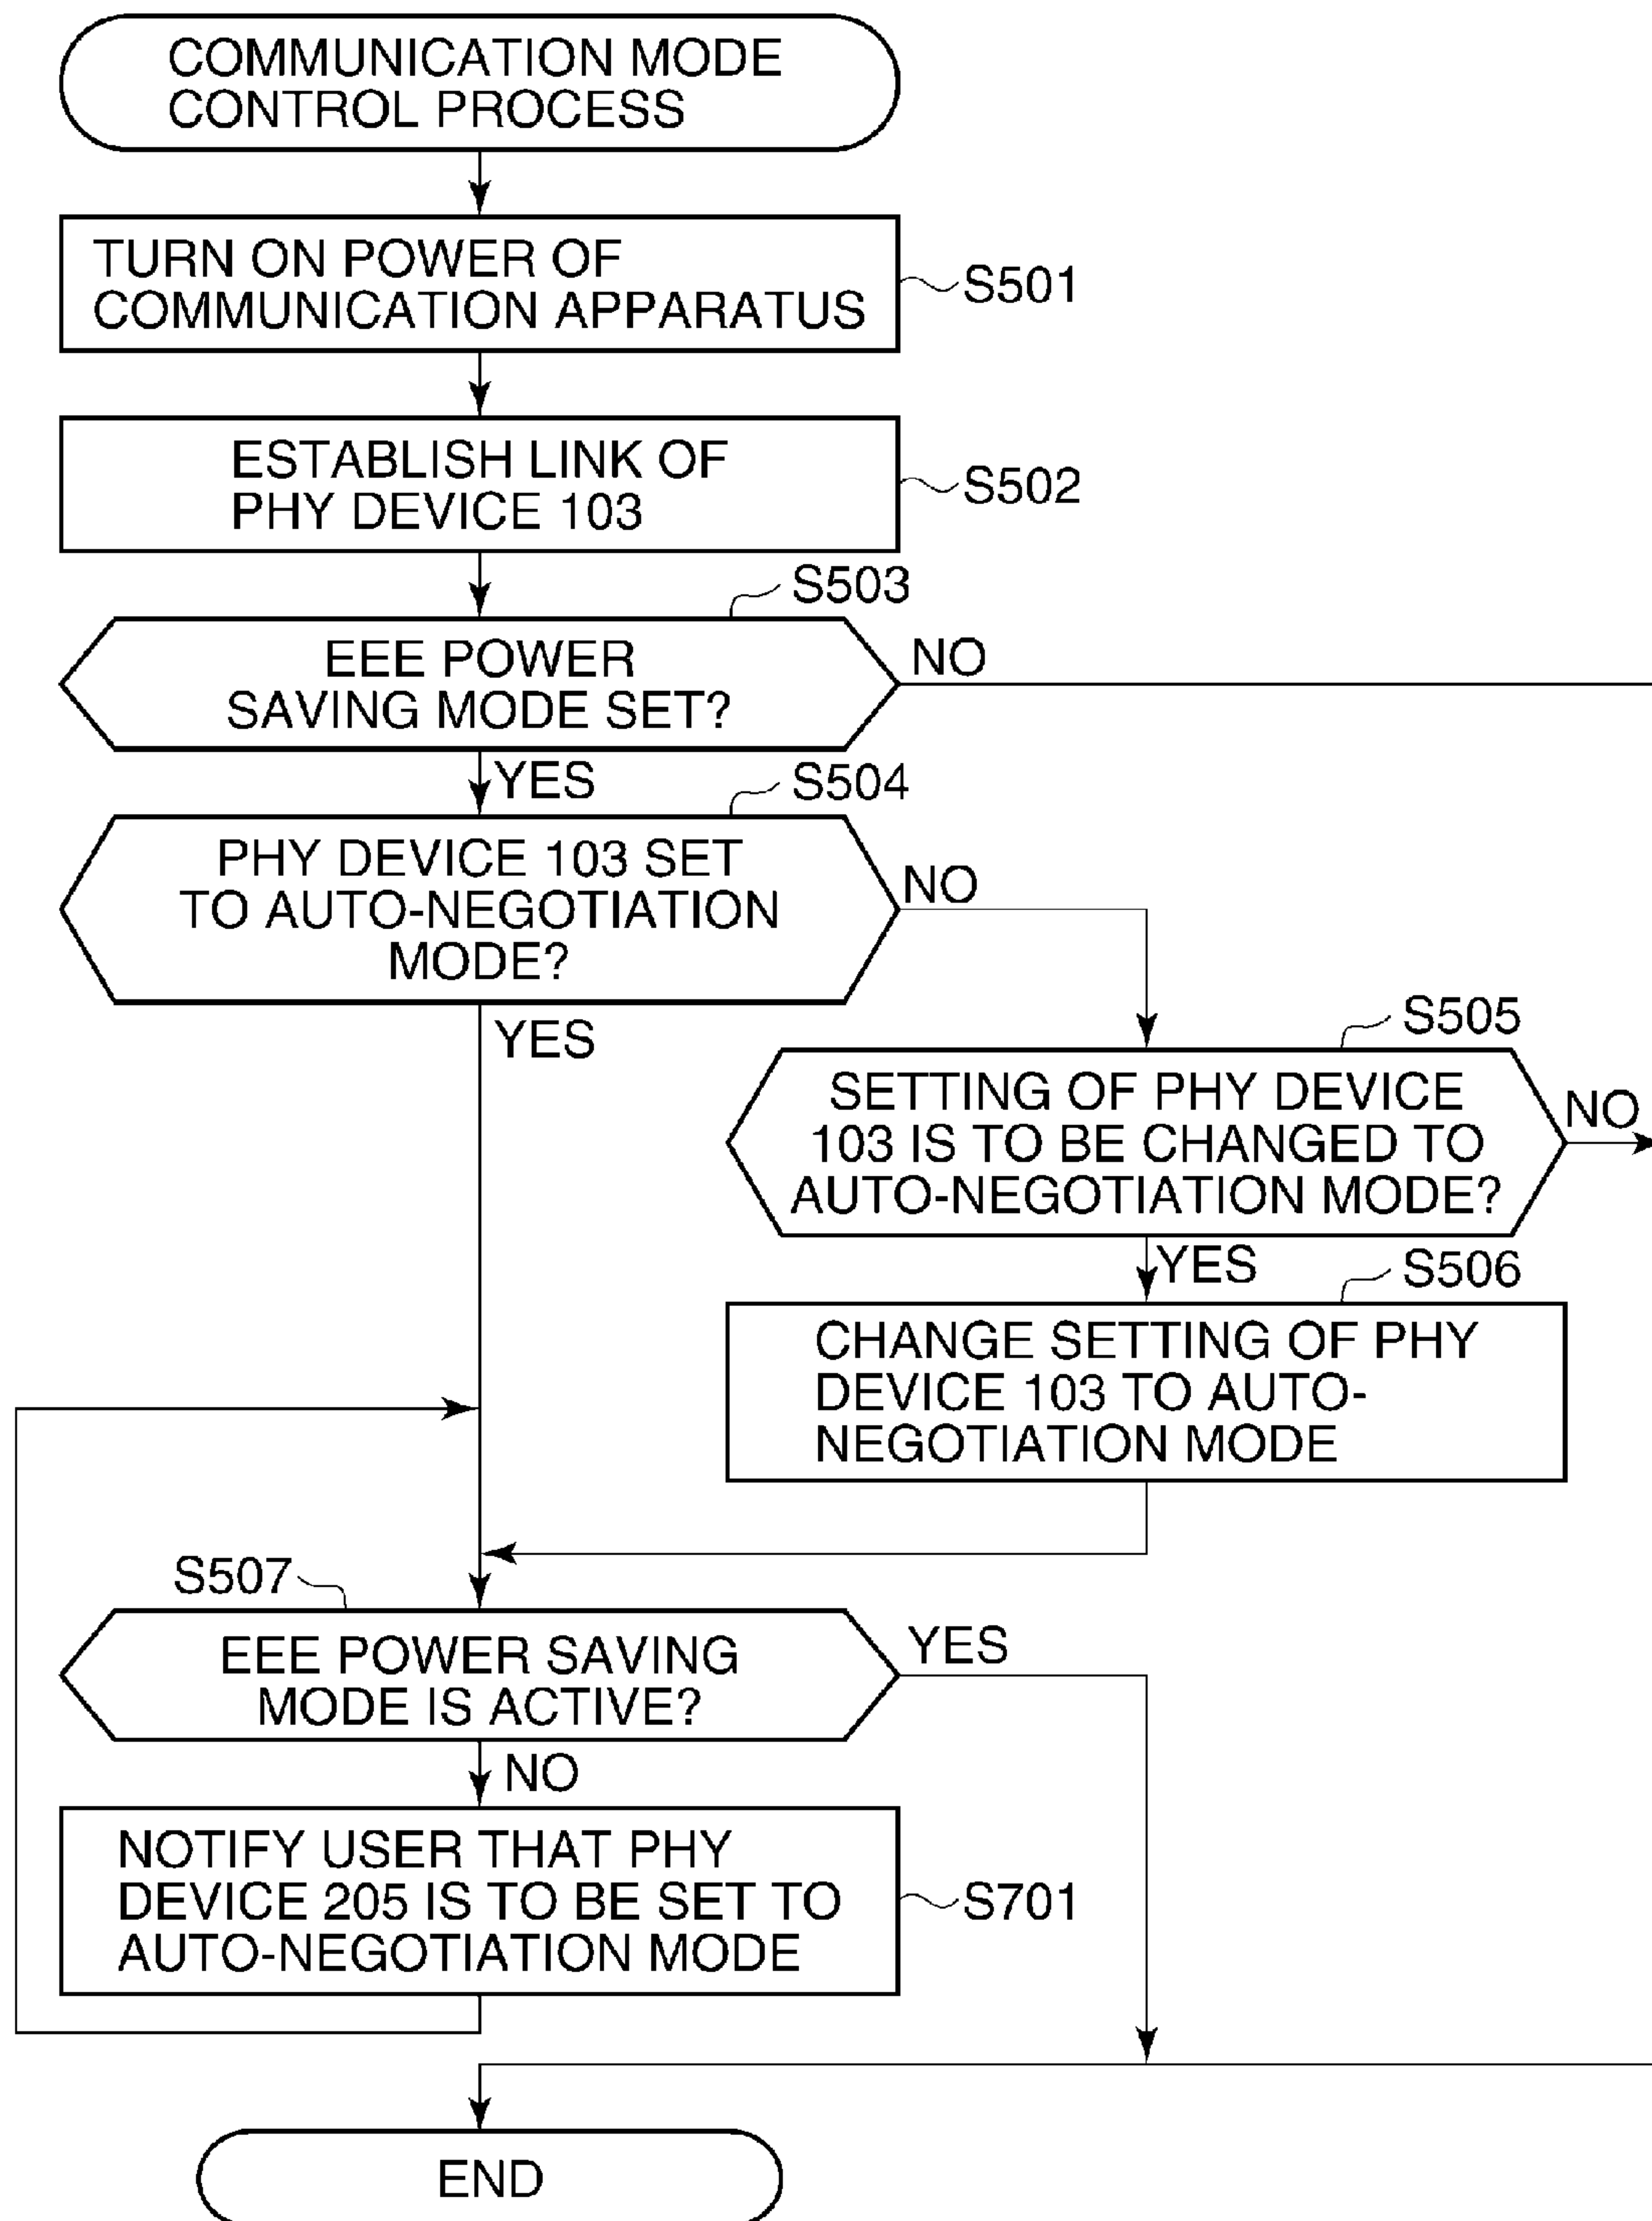 COMMUNICATION MODE
CONTROL PROCESS
TURN ON POWER OF
COMMUNICATION APPARATUS
S501
ESTABLISH LINK OF
PHY DEVICE 103
S502
S503
EEE POWER
SAVING MODE SET?
NO
YES
S504
PHY DEVICE 103 SET
TO AUTO-NEGOTIATION
MODE?
NO
YES
S505
SETTING OF PHY DEVICE
103 IS TO BE CHANGED TO
AUTO-NEGOTIATION MODE?
NO
YES
S506
CHANGE SETTING OF PHY
DEVICE 103 TO AUTO-
NEGOTIATION MODE
S507
EEE POWER SAVING
MODE IS ACTIVE?
YES
NO
NOTIFY USER THAT PHY
DEVICE 205 IS TO BE SET TO
AUTO-NEGOTIATION MODE
S701
END